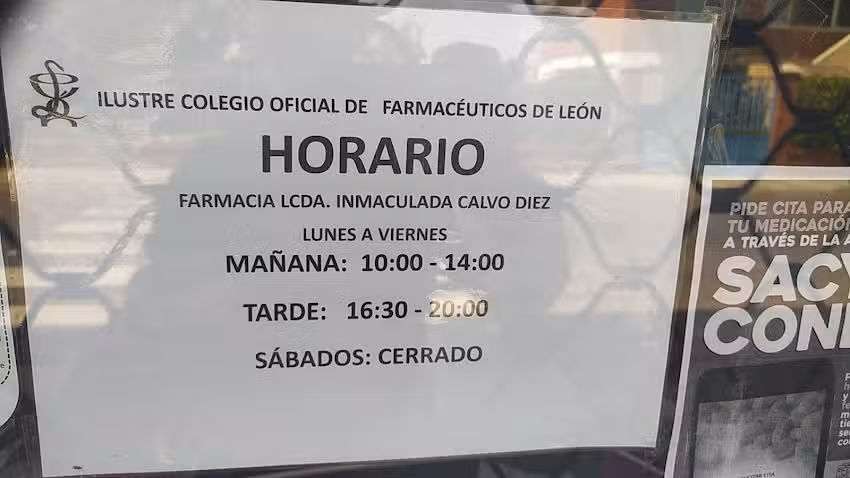 ILUSTRE COLEGIO OFICIAL DE FARMACÉUTICOS DE LEÓN
HORARIO
FARMACIA LCDA. INMACULADA CALVO DIEZ
LUNES A VIERNES
MAÑANA: 10:00 - 14:00
TARDE: 16:30 - 20:00
SÁBADOS: CERRADO
PIDE CITA PARA
TU MEDICACIÓN
A TRAVÉS DE LA
SACY